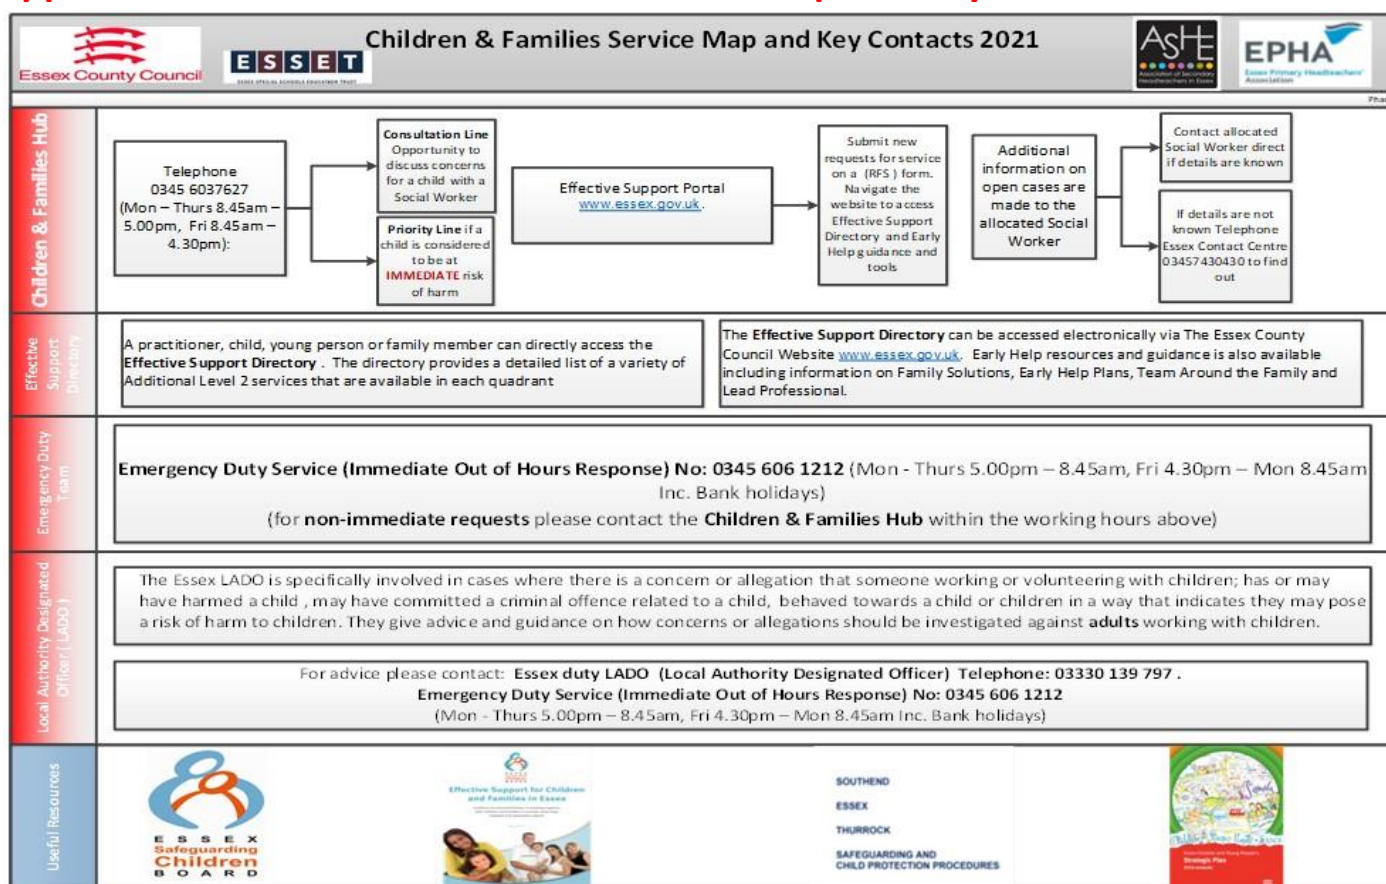 Children & Families Service Map and Key Contacts 2021
Essex County Council
ESSET
ESSEX SPECIAL SCHOOLS EDUCATION TRUST
ASHE
Association of Secondary
Headteachers in Essex
EPHA
Essex Primary Headteachers'
Association
Children & Families Hub
Telephone
0345 6037627
(Mon – Thurs 8.45am –
5.00pm, Fri 8.45am –
4.30pm):
Consultation Line
Opportunity to
discuss concerns
for a child with a
Social Worker
Priority Line if a
child is considered
to be at
IMMEDIATE risk
of harm
Effective Support Portal
www.essex.gov.uk.
Submit new
requests for service
on a (RFS ) form.
Navigate the
website to access
Effective Support
Directory and Early
Help guidance and
tools
Additional
information on
open cases are
made to the
allocated Social
Worker
Contact allocated
Social Worker direct
if details are known
If details are not
known Telephone
Essex Contact Centre
03457430430 to find
out
Effective
Support
Directory
A practitioner, child, young person or family member can directly access the
Effective Support Directory . The directory provides a detailed list of a variety of
Additional Level 2 services that are available in each quadrant
The Effective Support Directory can be accessed electronically via The Essex County
Council Website www.essex.gov.uk. Early Help resources and guidance is also available
including information on Family Solutions, Early Help Plans, Team Around the Family and
Lead Professional.
Emergency Duty
Team
Emergency Duty Service (Immediate Out of Hours Response) No: 0345 606 1212 (Mon - Thurs 5.00pm – 8.45am, Fri 4.30pm – Mon 8.45am
Inc. Bank holidays)
(for non-immediate requests please contact the Children & Families Hub within the working hours above)
Local Authority Designated
Officer ( LADO )
The Essex LADO is specifically involved in cases where there is a concern or allegation that someone working or volunteering with children; has or may
have harmed a child , may have committed a criminal offence related to a child, behaved towards a child or children in a way that indicates they may pose
a risk of harm to children. They give advice and guidance on how concerns or allegations should be investigated against adults working with children.
For advice please contact: Essex duty LADO (Local Authority Designated Officer) Telephone: 03330 139 797 .
Emergency Duty Service (Immediate Out of Hours Response) No: 0345 606 1212
(Mon - Thurs 5.00pm – 8.45am, Fri 4.30pm – Mon 8.45am Inc. Bank holidays)
Useful Resources
ESSEX
Safeguarding
Children
BOARD
Effective Support for Children
and Families in Essex
SOUTHEND
ESSEX
THURROCK
SAFEGUARDING AND
CHILD PROTECTION PROCEDURES
Strategic Plan